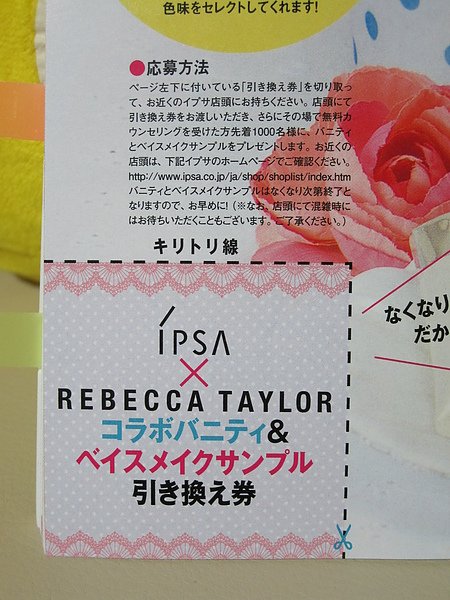 色味をセレクトしてくれます!
●応募方法
ページ左下に付いている「引き換え券」を切り取っ
て、お近くのイプサ店頭にお持ちください。店頭にて
引き換え券をお渡しいただき、さらにその場で無料カ
ウンセリングを受けた方先着1000名様に、バニティ
とベイスメイクサンプルをプレゼントします。お近くの
店頭は、下記イプサのホームページでご確認ください。
http://www.ipsa.co.jp/ja/shop/shoplist/index.htm
バニティとベイスメイクサンプルはなくなり次第終了と
なりますので、お早めに!(※なお、店頭にて混雑時に
はお待ちいただくこともございます。ご了承ください。)
キリトリ線
IPSA
×
REBECCA TAYLOR
コラボバニティ&
ベイスメイクサンプル
引き換え券
なくなり
だか